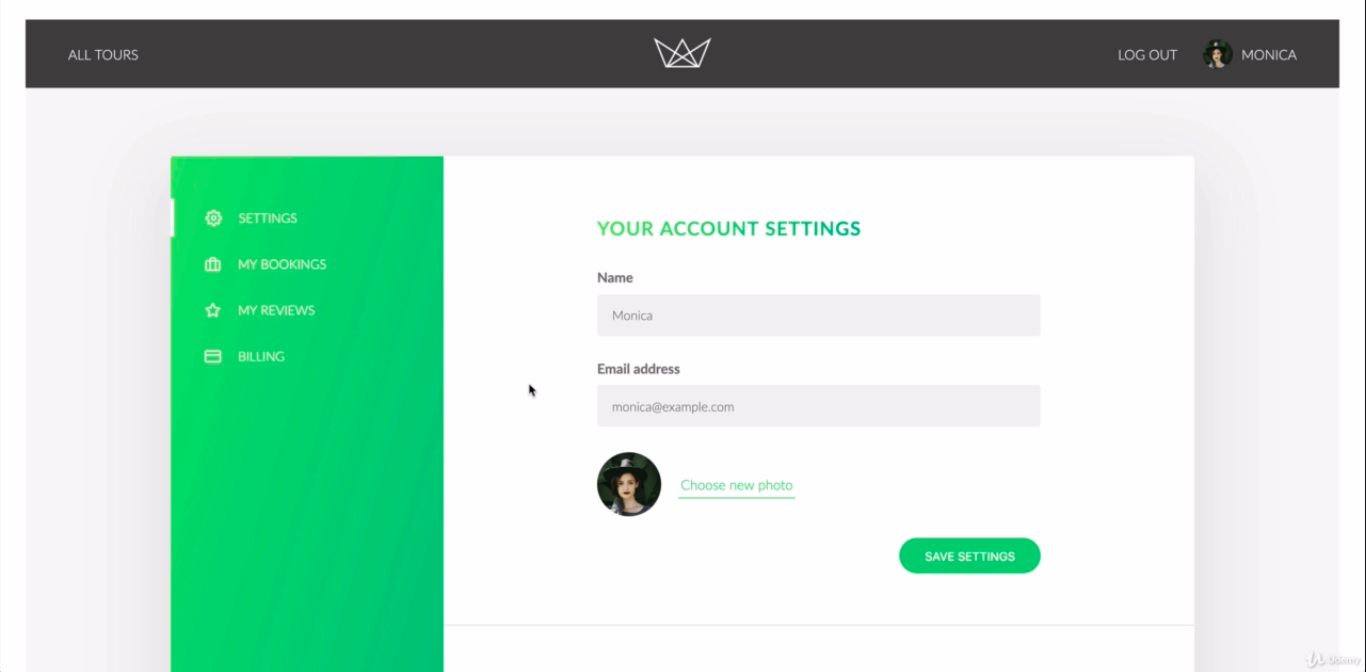 ALL TOURS
LOG OUT
MONICA
SETTINGS
MY BOOKINGS
MY REVIEWS
BILLING
YOUR ACCOUNT SETTINGS
Name
Monica
Email address
monica@example.com
Choose new photo
SAVE SETTINGS
Udemy